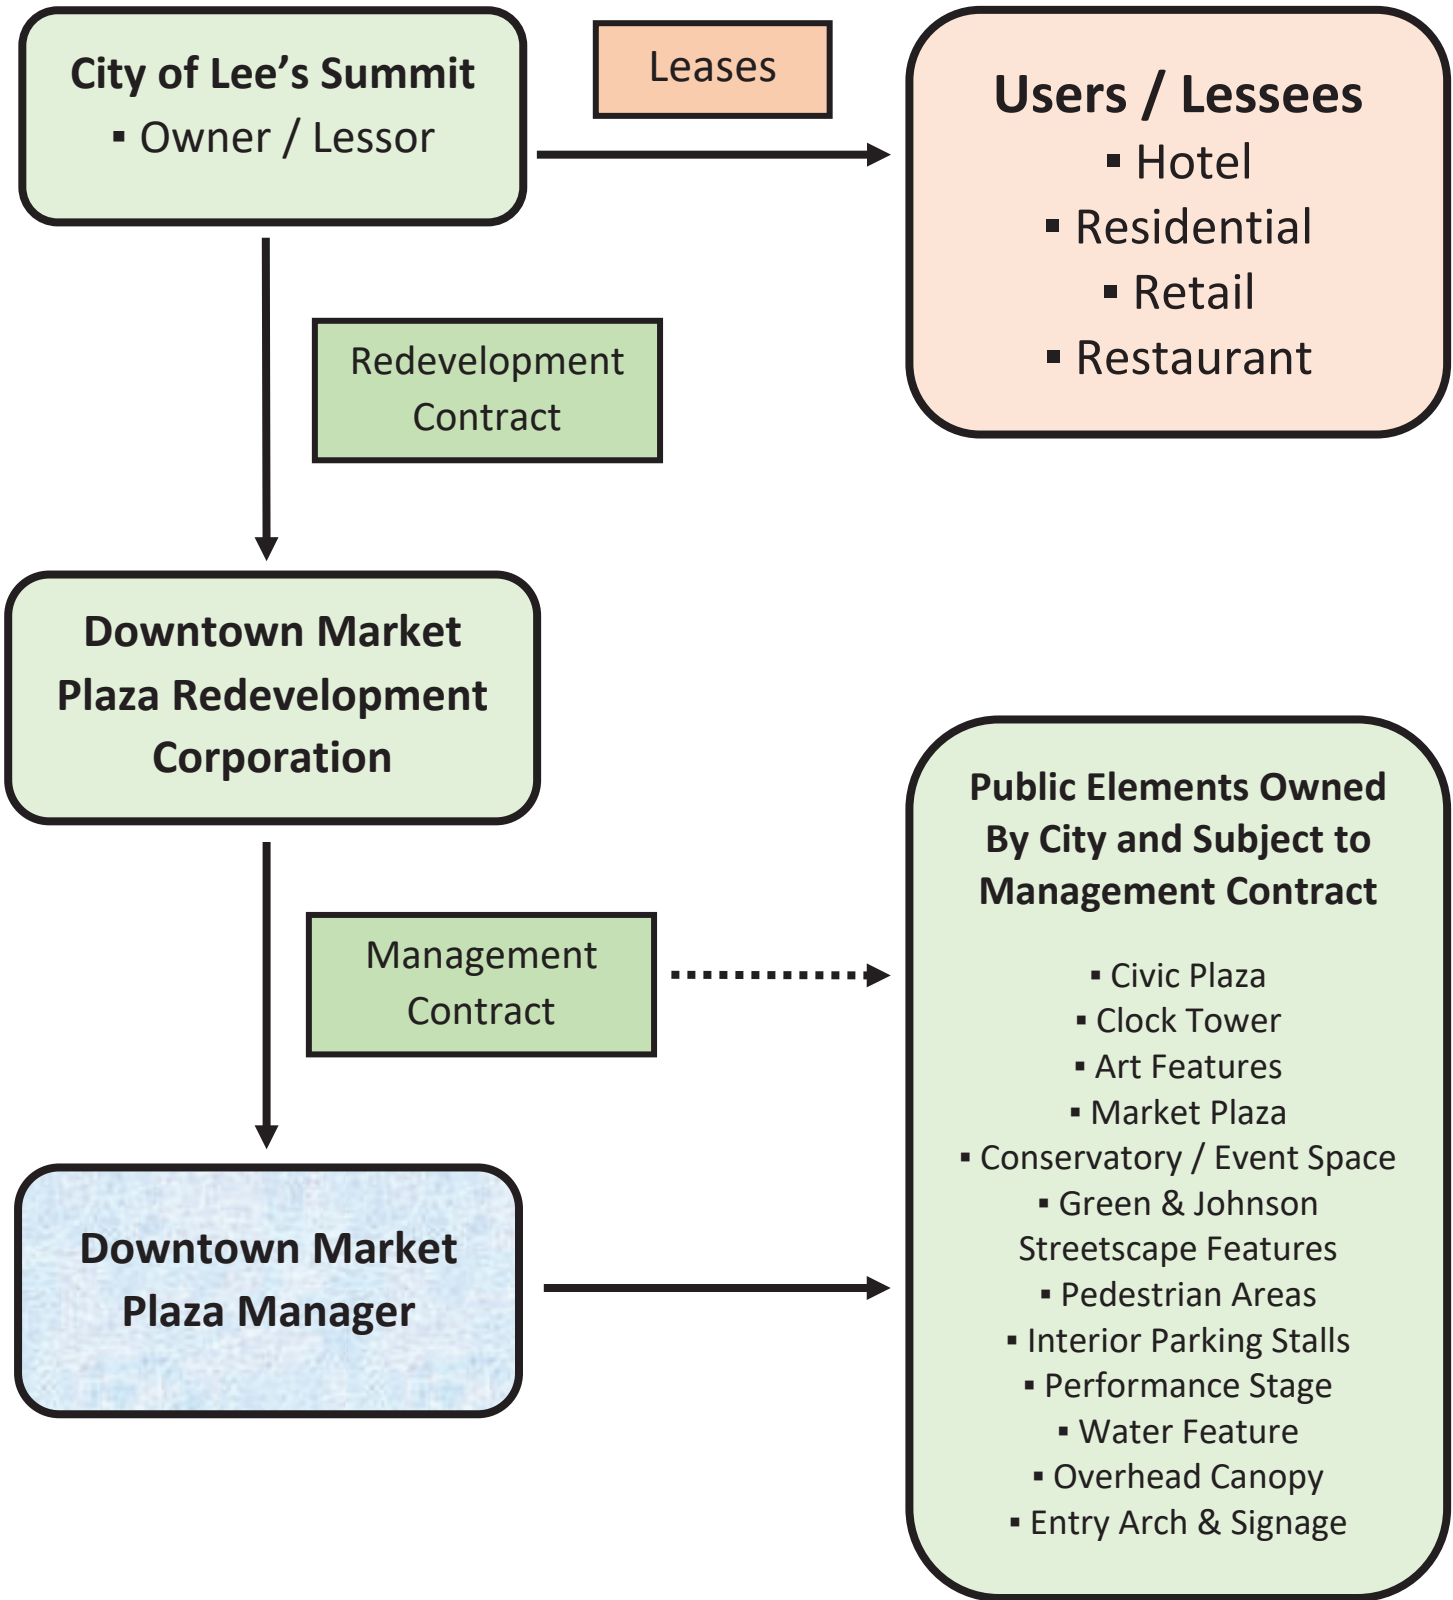 City of Lee’s Summit
▪ Owner / Lessor
Leases
Users / Lessees
▪ Hotel
▪ Residential
▪ Retail
▪ Restaurant
Redevelopment
Contract
Downtown Market
Plaza Redevelopment
Corporation
Management
Contract
Public Elements Owned
By City and Subject to
Management Contract
▪ Civic Plaza
▪ Clock Tower
▪ Art Features
▪ Market Plaza
▪ Conservatory / Event Space
▪ Green & Johnson
Streetscape Features
▪ Pedestrian Areas
▪ Interior Parking Stalls
▪ Performance Stage
▪ Water Feature
▪ Overhead Canopy
▪ Entry Arch & Signage
Downtown Market
Plaza Manager